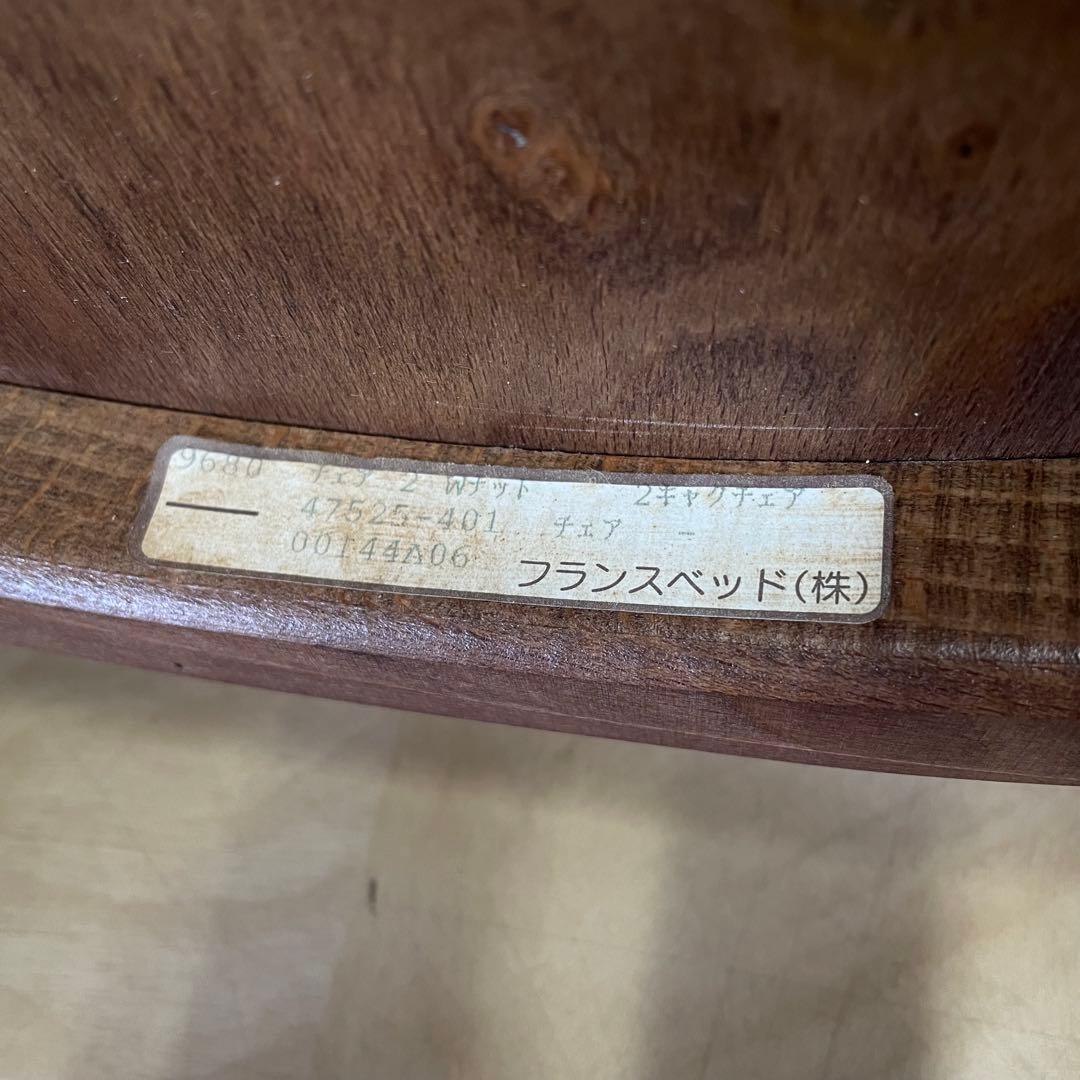 9680 チェアー2 Wナット 2キャクチェア
47525-401 チェア -
00144A06 フランスベッド(株)